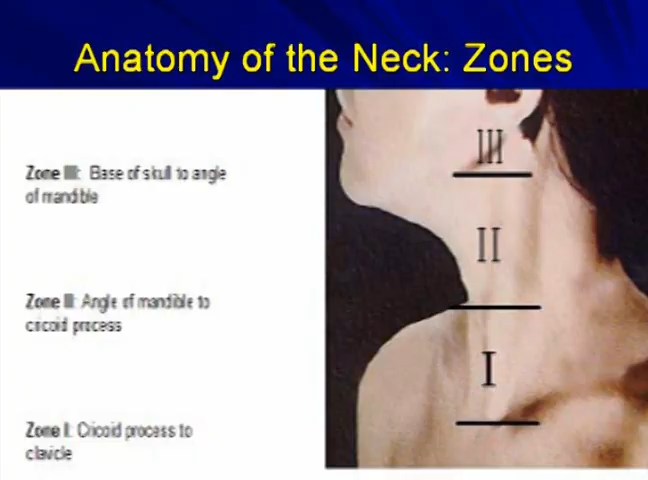 Anatomy of the Neck: Zones
Zone III: Base of skull to angle
of mandible
III
II
Zone II: Angle of mandible to
cricoid process
I
Zone I: Cricoid process to
clavicle